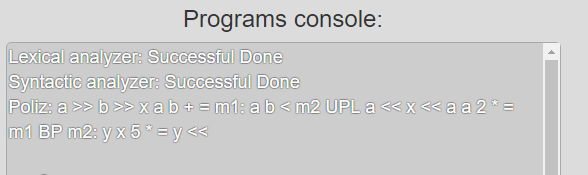 Programs console:
Lexical analyzer: Successful Done
Syntactic analyzer: Successful Done
Poliz: a >> b >> x a b + = m1: a b < m2 UPL a << x << a a 2 * =
m1 BP m2: y x 5 * = y <<